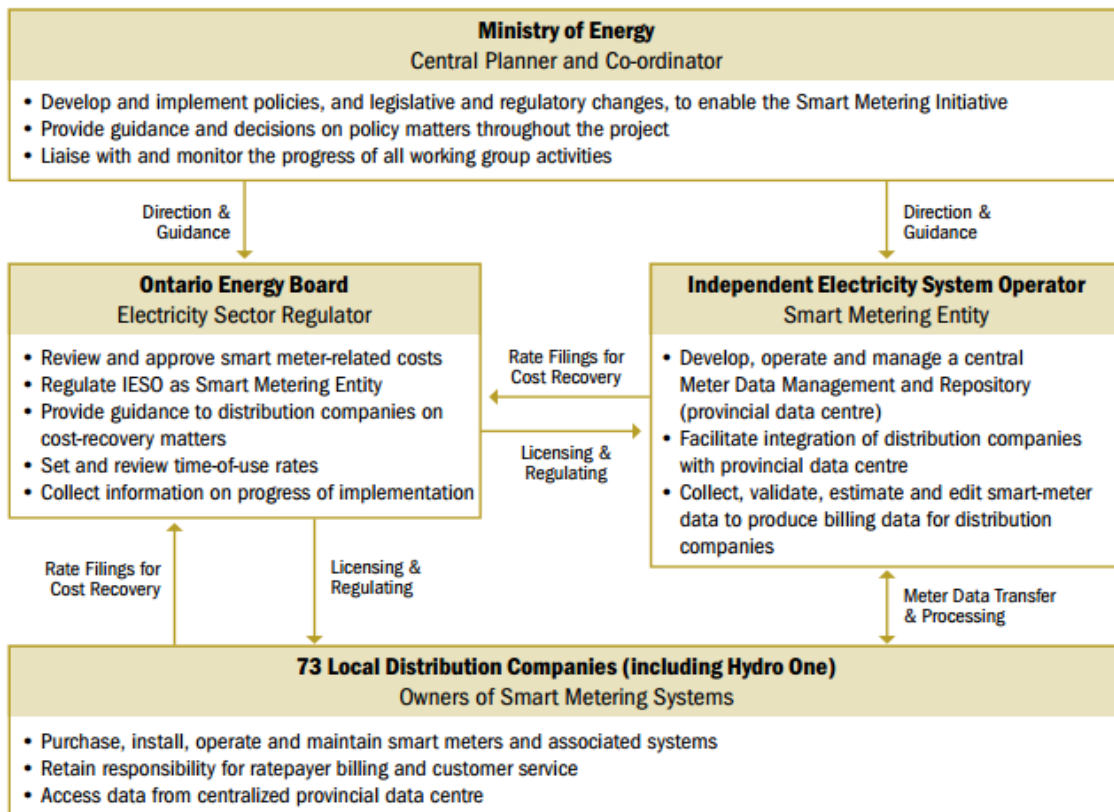 Ministry of Energy
Central Planner and Co-ordinator
• Develop and implement policies, and legislative and regulatory changes, to enable the Smart Metering Initiative
• Provide guidance and decisions on policy matters throughout the project
• Liaise with and monitor the progress of all working group activities
Direction &
Guidance
Direction &
Guidance
Ontario Energy Board
Electricity Sector Regulator
• Review and approve smart meter-related costs
• Regulate IESO as Smart Metering Entity
• Provide guidance to distribution companies on
cost-recovery matters
• Set and review time-of-use rates
• Collect information on progress of implementation
Rate Filings for
Cost Recovery
Licensing &
Regulating
Independent Electricity System Operator
Smart Metering Entity
• Develop, operate and manage a central
Meter Data Management and Repository
(provincial data centre)
• Facilitate integration of distribution companies
with provincial data centre
• Collect, validate, estimate and edit smart-meter
data to produce billing data for distribution
companies
Rate Filings for
Cost Recovery
Licensing &
Regulating
Meter Data Transfer
& Processing
73 Local Distribution Companies (including Hydro One)
Owners of Smart Metering Systems
• Purchase, install, operate and maintain smart meters and associated systems
• Retain responsibility for ratepayer billing and customer service
• Access data from centralized provincial data centre